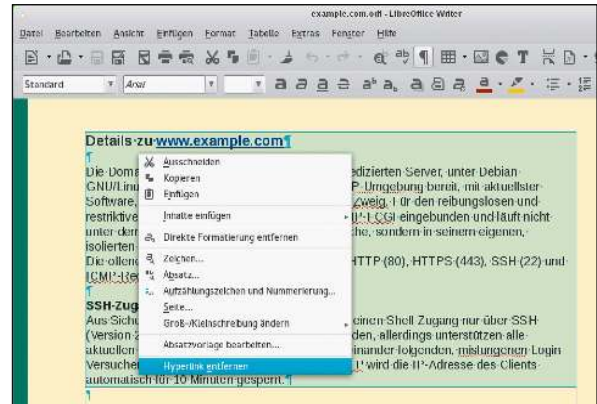 example.com.odt - LibreOffice Writer
Datei Bearbeiten Ansicht Einfügen Format Tabelle Extras Fenster Hilfe
Standard Arial
Details zu www.example.com¶
¶
Die Doma
edizierten Server, unter Debian
GNU/Linu
P-Umgebung bereit, mit aktuellster
Software,
Zweig. Für den reibungslosen und
restriktive
eingebunden und läuft nicht
unter dem
che, sondern in seinem eigenen,
isolierten
Die offene
HTTP (80), HTTPS (443), SSH (22) und
ICMP-Rec
¶
SSH-Zug
Aus Sichu
einen Shell Zugang nur über SSH
(Version 2
den, allerdings unterstützen alle
aktuellen
inander folgenden, mislungenen Login
Versuchen
P wird die IP-Adresse des Clients
automatisch für 10 Minuten gesperrt.¶
¶
Ausschneiden
Kopieren
Einfügen
Inhalte einfügen
Direkte Formatierung entfernen
Zeichen...
Absatz...
Aufzählungszeichen und Nummerierung...
Seite...
Groß-/Kleinschreibung ändern
Absatzvorlage bearbeiten...
Hyperlink entfernen